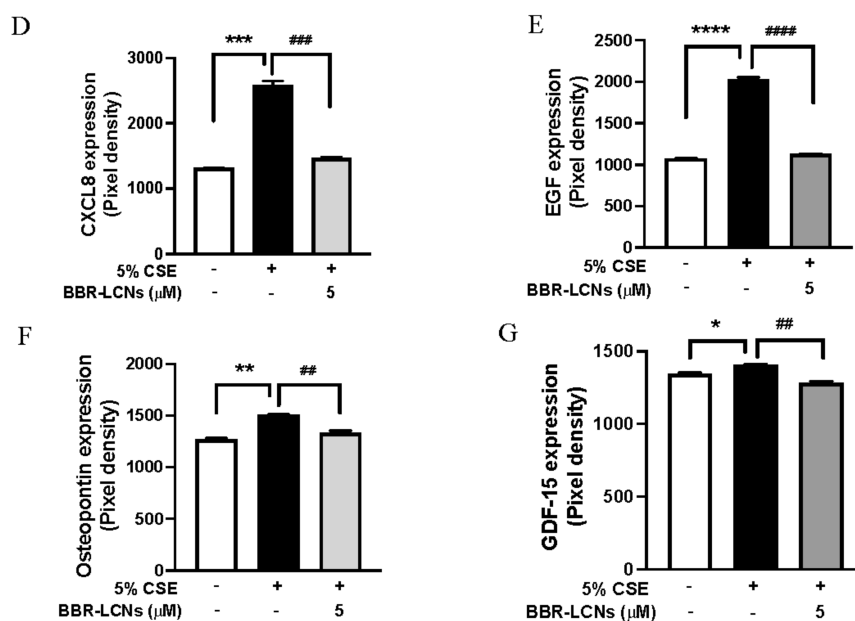 D
CXCL8 expression
(Pixel density)
3000
2000
1000
0
*** ###
5% CSE - + +
BBR-LCNs (μM) - - 5
E
EGF expression
(Pixel density)
2500
2000
1500
1000
500
0
**** ####
5% CSE - + +
BBR-LCNs (μM) - - 5
F
Osteopontin expression
(Pixel density)
2000
1500
1000
500
0
** ##
5% CSE - + +
BBR-LCNs (μM) - - 5
G
GDF-15 expression
(Pixel density)
1500
1000
500
0
* ##
5% CSE - + +
BBR-LCNs (μM) - - 5